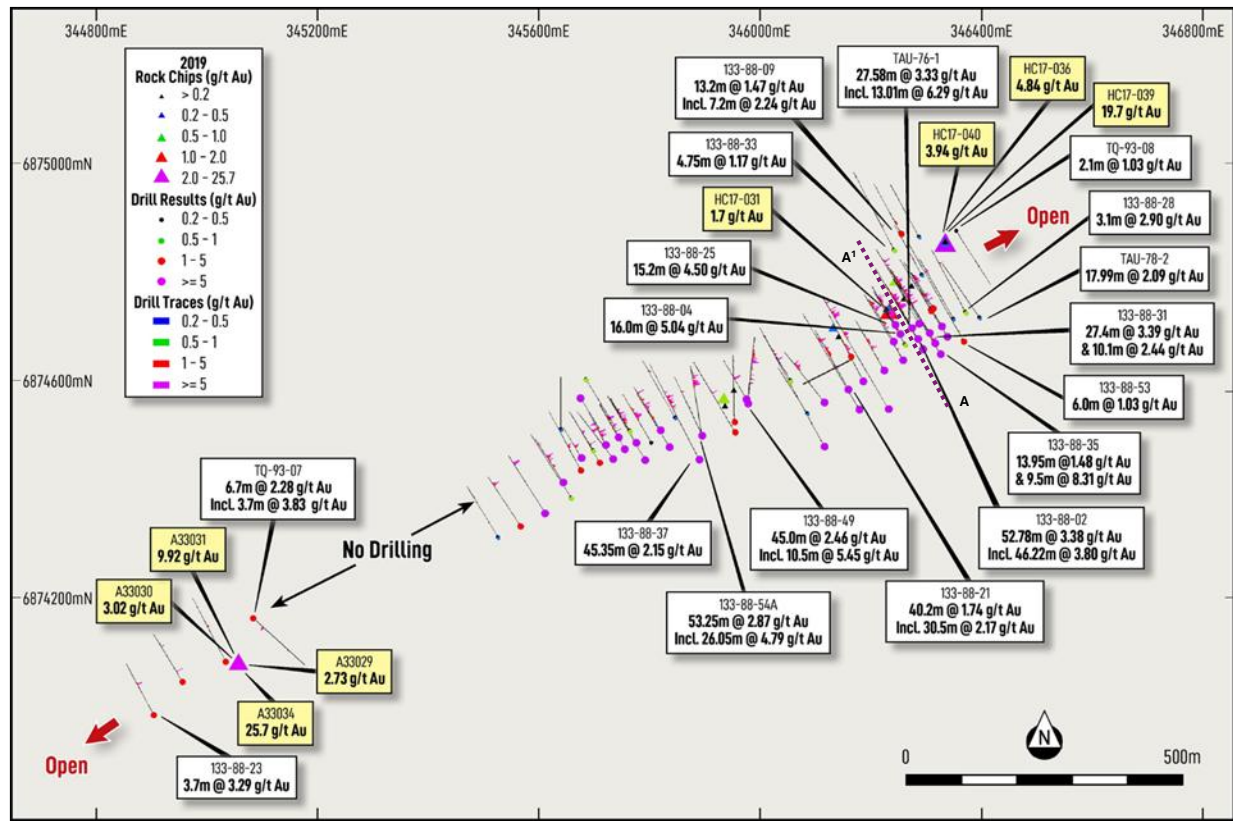 344800mE
345200mE
345600mE
346000mE
346400mE
346800mE
6875000mN
6874600mN
6874200mN
2019
Rock Chips (g/t Au)
> 0.2
0.2 - 0.5
0.5 - 1.0
1.0 - 2.0
2.0 - 25.7
Drill Results (g/t Au)
0.2 - 0.5
0.5 - 1
1 - 5
>= 5
Drill Traces (g/t Au)
0.2 - 0.5
0.5 - 1
1 - 5
>= 5
133-88-09
13.2m @ 1.47 g/t Au
Incl. 7.2m @ 2.24 g/t Au
TAU-76-1
27.58m @ 3.33 g/t Au
Incl. 13.01m @ 6.29 g/t Au
HC17-036
4.84 g/t Au
HC17-039
19.7 g/t Au
HC17-040
3.94 g/t Au
133-88-33
4.75m @ 1.17 g/t Au
TQ-93-08
2.1m @ 1.03 g/t Au
HC17-031
1.7 g/t Au
133-88-28
3.1m @ 2.90 g/t Au
Open
133-88-25
15.2m @ 4.50 g/t Au
A¹
TAU-78-2
17.99m @ 2.09 g/t Au
133-88-04
16.0m @ 5.04 g/t Au
133-88-31
27.4m @ 3.39 g/t Au
& 10.1m @ 2.44 g/t Au
A
133-88-53
6.0m @ 1.03 g/t Au
133-88-35
13.95m @1.48 g/t Au
& 9.5m @ 8.31 g/t Au
TQ-93-07
6.7m @ 2.28 g/t Au
Incl. 3.7m @ 3.83 g/t Au
No Drilling
133-88-37
45.35m @ 2.15 g/t Au
133-88-49
45.0m @ 2.46 g/t Au
Incl. 10.5m @ 5.45 g/t Au
133-88-02
52.78m @ 3.38 g/t Au
Incl. 46.22m @ 3.80 g/t Au
A33031
9.92 g/t Au
A33030
3.02 g/t Au
133-88-54A
53.25m @ 2.87 g/t Au
Incl. 26.05m @ 4.79 g/t Au
133-88-21
40.2m @ 1.74 g/t Au
Incl. 30.5m @ 2.17 g/t Au
A33029
2.73 g/t Au
A33034
25.7 g/t Au
Open
133-88-23
3.7m @ 3.29 g/t Au
N
0
500m